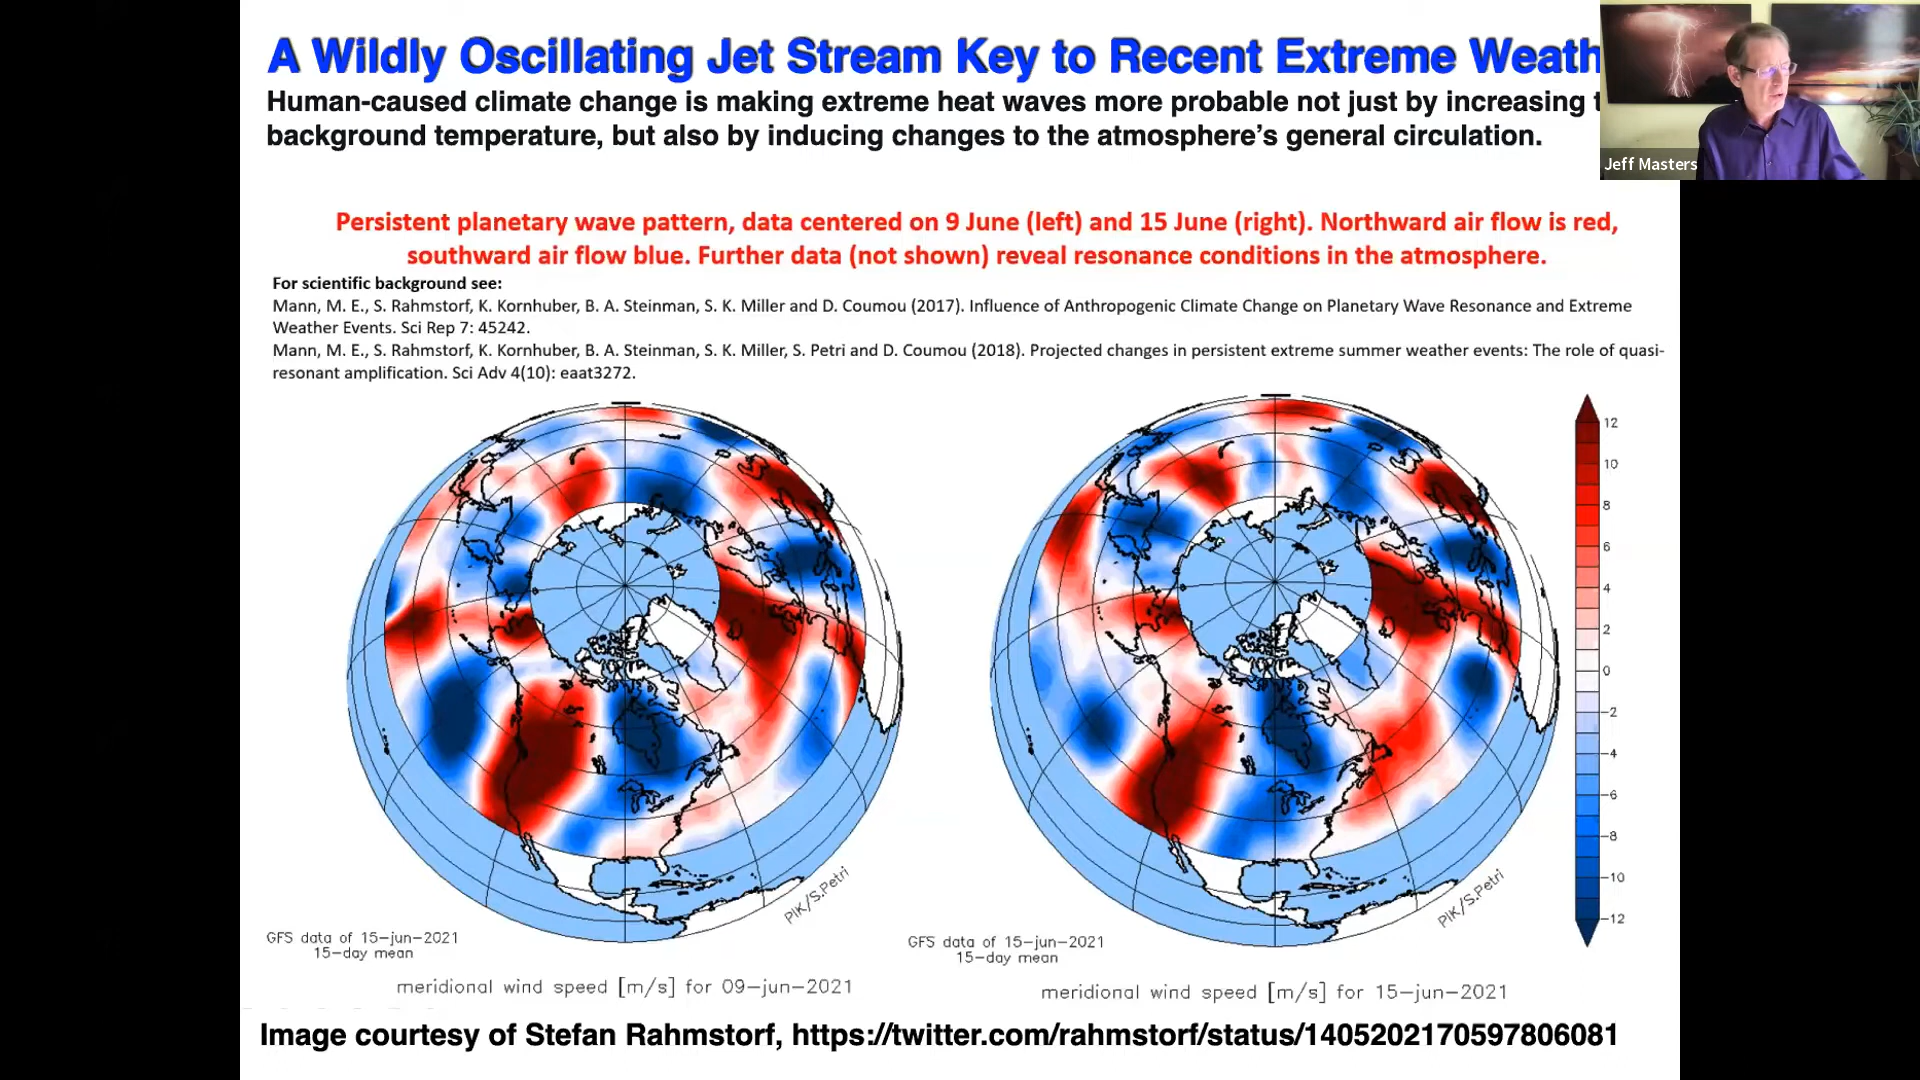 A Wildly Oscillating Jet Stream Key to Recent Extreme Weath
Human-caused climate change is making extreme heat waves more probable not just by increasing t
background temperature, but also by inducing changes to the atmosphere's general circulation.
Jeff Masters
Persistent planetary wave pattern, data centered on 9 June (left) and 15 June (right). Northward air flow is red,
southward air flow blue. Further data (not shown) reveal resonance conditions in the atmosphere.
For scientific background see:
Mann, M. E., S. Rahmstorf, K. Kornhuber, B. A. Steinman, S. K. Miller and D. Coumou (2017). Influence of Anthropogenic Climate Change on Planetary Wave Resonance and Extreme
Weather Events. Sci Rep 7: 45242.
Mann, M. E., S. Rahmstorf, K. Kornhuber, B. A. Steinman, S. K. Miller, S. Petri and D. Coumou (2018). Projected changes in persistent extreme summer weather events: The role of quasi-
resonant amplification. Sci Adv 4(10): eaat3272.
PIK/S.Petri
GFS data of 15-jun-2021
15-day mean
meridional wind speed [m/s] for 09-jun-2021
PIK/S.Petri
GFS data of 15-jun-2021
15-day mean
meridional wind speed [m/s] for 15-jun-2021
12
10
8
6
4
2
0
-2
-4
-6
-8
-10
-12
Image courtesy of Stefan Rahmstorf, https://twitter.com/rahmstorf/status/1405202170597806081